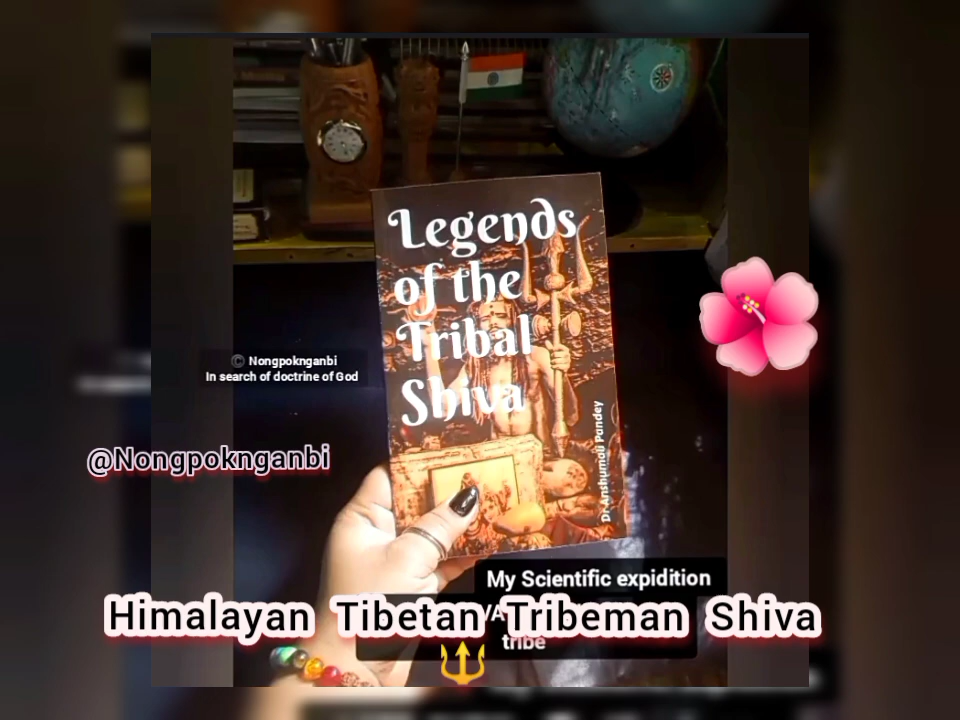 Legends
of the
Tribal
Shiva
Dr Anshumali Pandey
© Nongpoknganbi
In search of doctrine of God
@Nongpoknganbi
My Scientific expidition
Himalayan Tibetan Tribeman Shiva
tribe